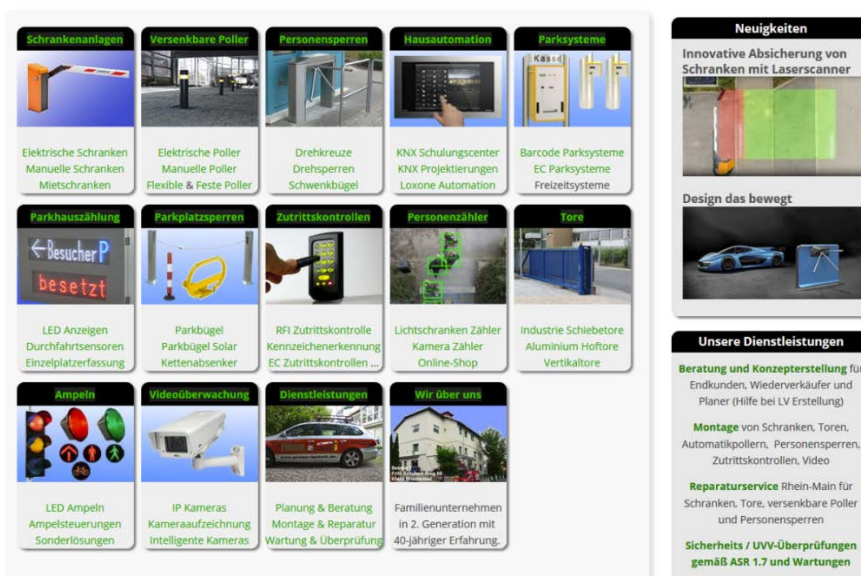 Schrankenanlagen
Elektrische Schranken
Manuelle Schranken
Mietschranken
Versenkbare Poller
Elektrische Poller
Manuelle Poller
Flexible & Feste Poller
Personensperren
Drehkreuze
Drehsperren
Schwenkbügel
Hausautomation
KNX Schulungscenter
KNX Projektierungen
Loxone Automation
Parksysteme
Kasse
Barcode Parksysteme
EC Parksysteme
Freizeitsysteme
Parkhauszählung
← Besucher P
besetzt
LED Anzeigen
Durchfahrtsensoren
Einzelplatzerfassung
Parkplatzsperren
Parkbügel
Parkbügel Solar
Kettenabsenker
Zutrittskontrollen
RFI Zutrittskontrolle
Kennzeichenerkennung
EC Zutrittskontrollen ...
Personenzähler
Lichtschranken Zähler
Kamera Zähler
Online-Shop
Tore
Industrie Schiebetore
Aluminium Hoftore
Vertikaltore
Ampeln
LED Ampeln
Ampelsteuerungen
Sonderlösungen
Videoüberwachung
IP Kameras
Kameraaufzeichnung
Intelligente Kameras
Dienstleistungen
Planung & Beratung
Montage & Reparatur
Wartung & Überprüfung
Wir über uns
Familienunternehmen
in 2. Generation mit
40-jähriger Erfahrung.
Neuigkeiten
Innovative Absicherung von
Schranken mit Laserscanner
Design das bewegt
Unsere Dienstleistungen
Beratung und Konzepterstellung für
Endkunden, Wiederverkäufer und
Planer (Hilfe bei LV Erstellung)
Montage von Schranken, Toren,
Automatikpollern, Personensperren,
Zutrittskontrollen, Video
Reparaturservice Rhein-Main für
Schranken, Tore, versenkbare Poller
und Personensperren
Sicherheits / UVV-Überprüfungen
gemäß ASR 1.7 und Wartungen